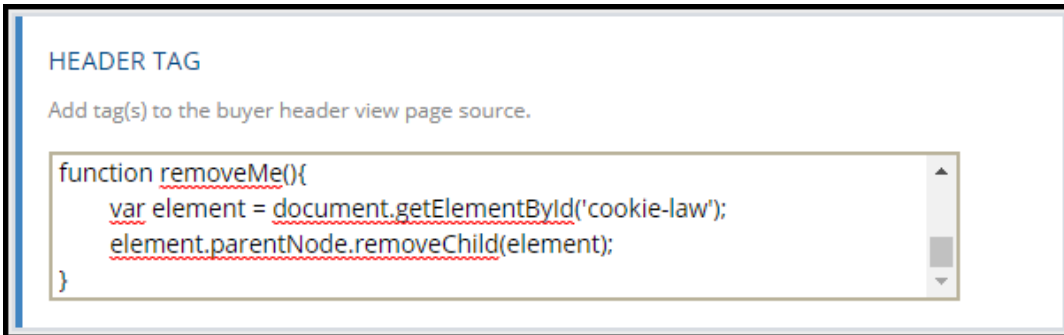 HEADER TAG
Add tag(s) to the buyer header view page source.
function removeMe(){
var element = document.getElementById('cookie-law');
element.parentNode.removeChild(element);
}